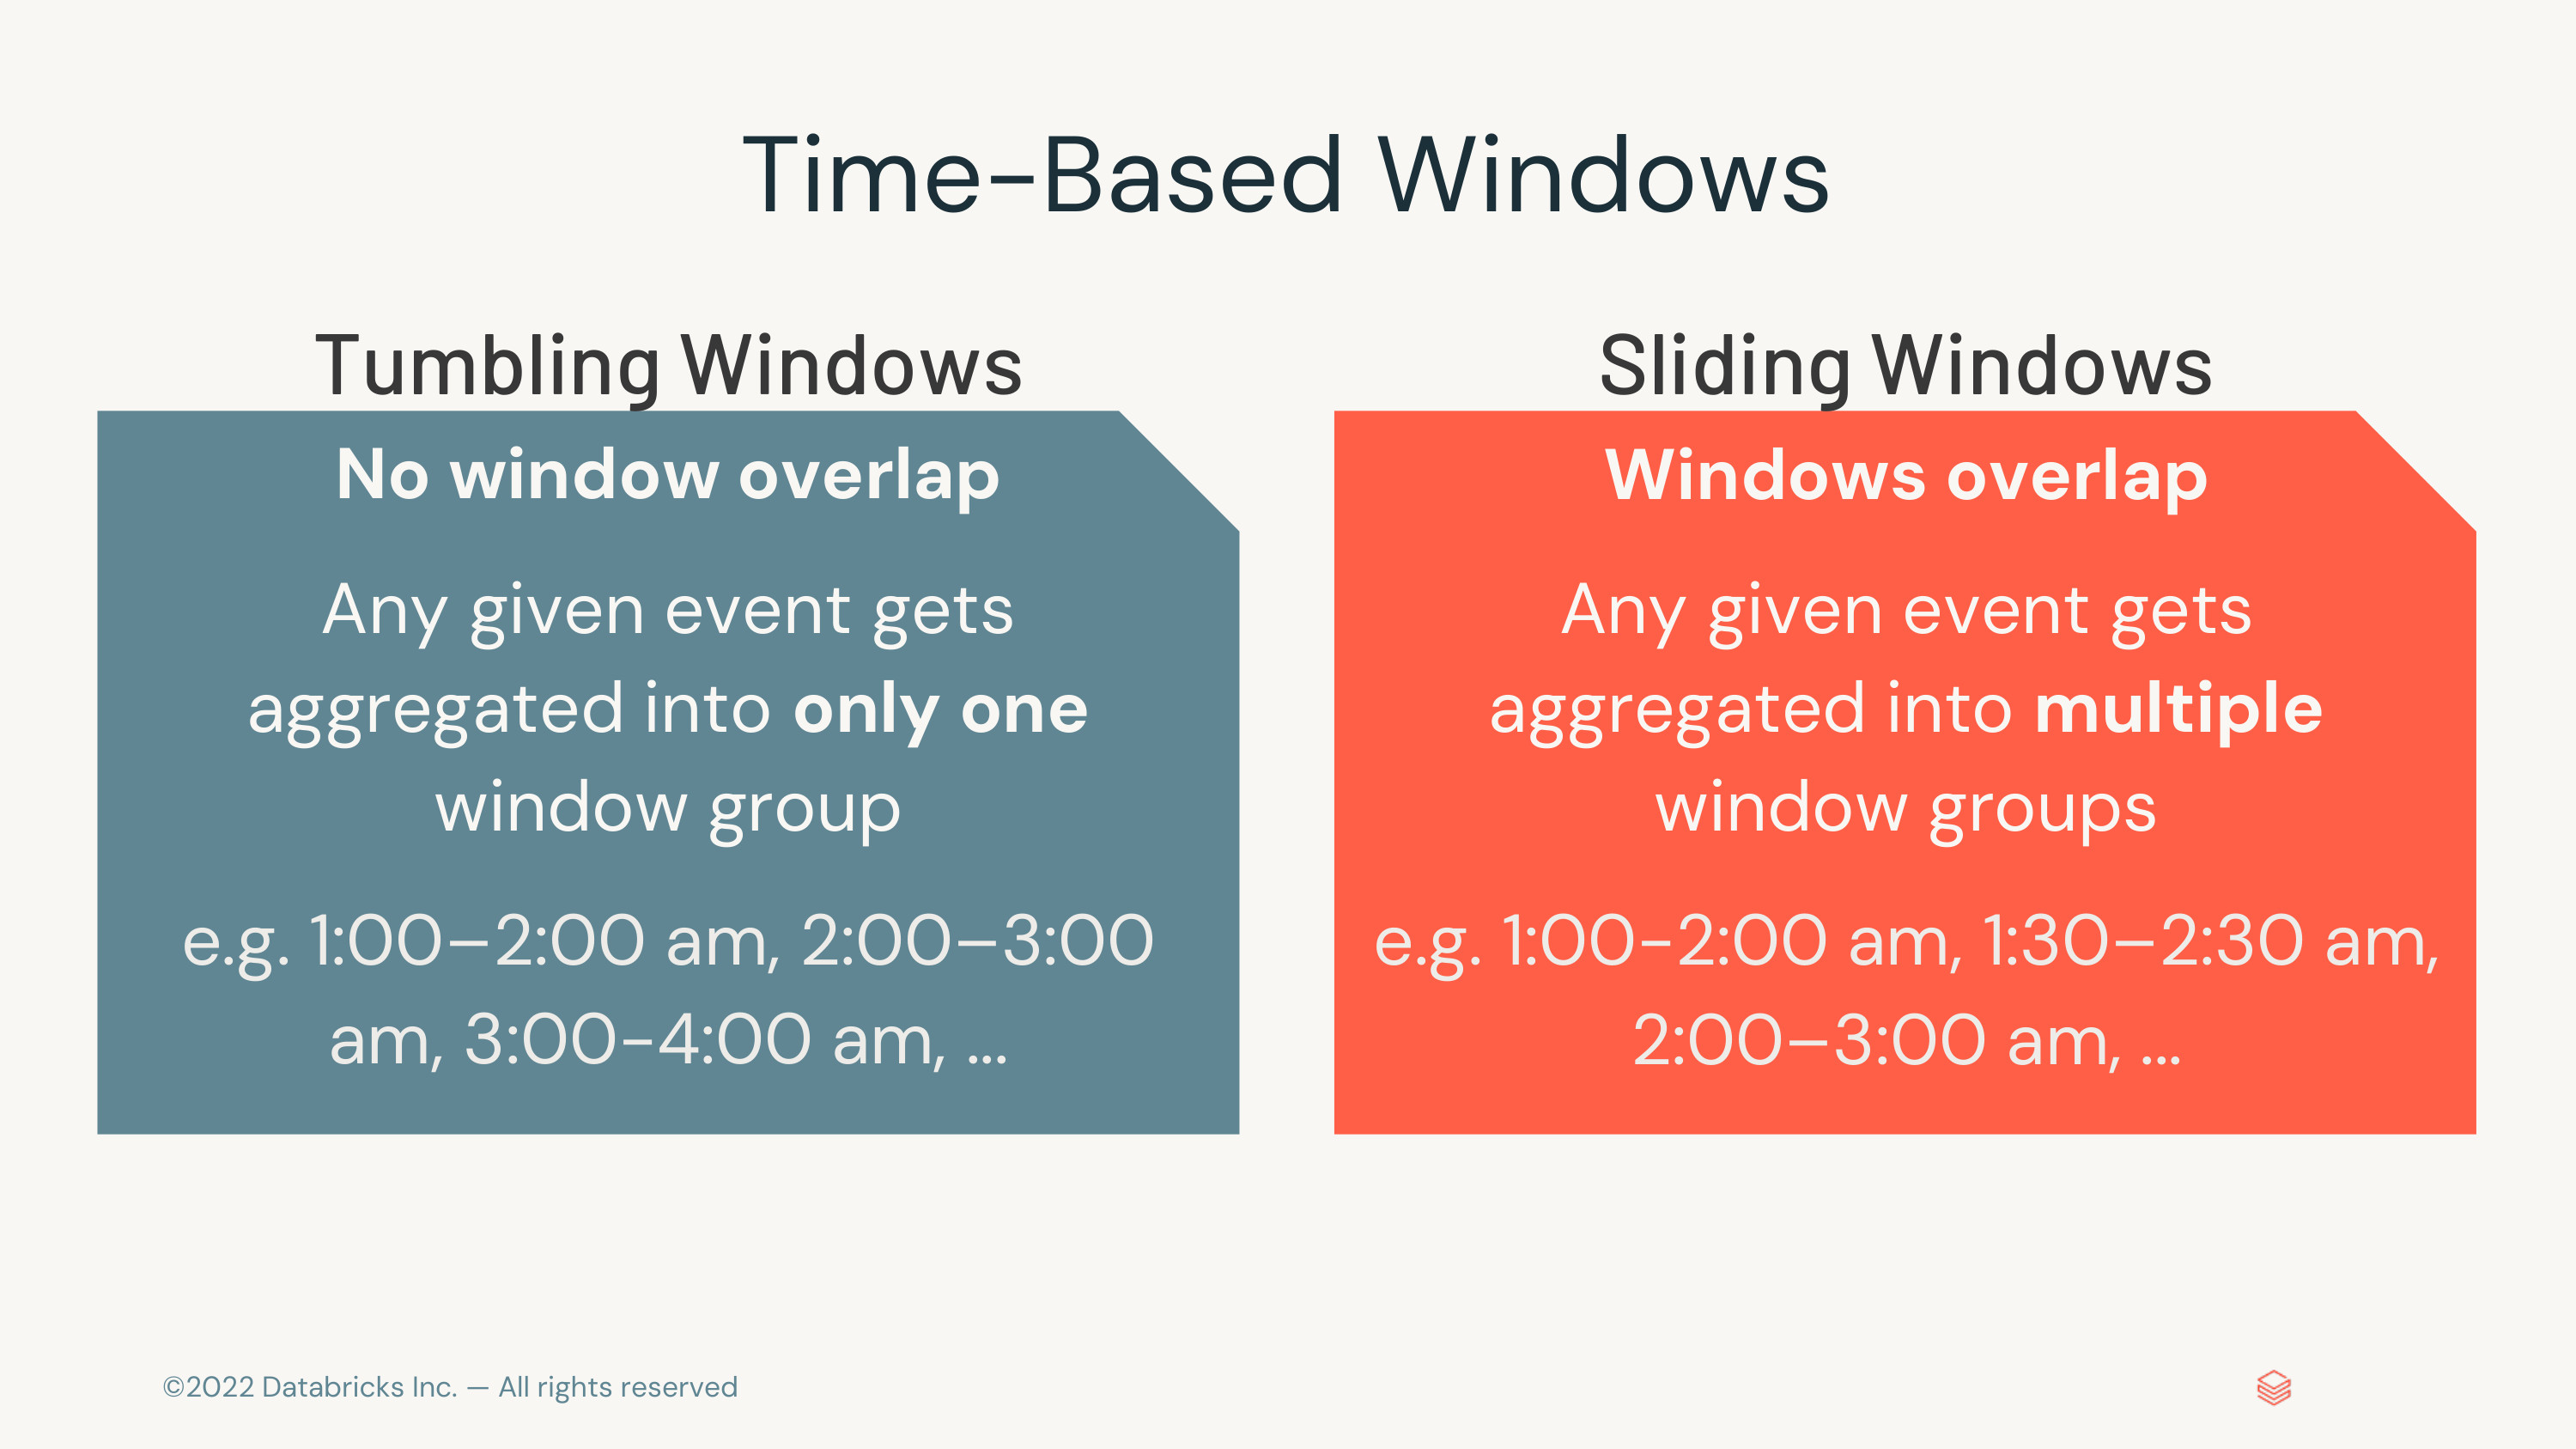 Time-Based Windows
Tumbling Windows
No window overlap
Any given event gets
aggregated into only one
window group
e.g. 1:00–2:00 am, 2:00–3:00
am, 3:00-4:00 am, ...
Sliding Windows
Windows overlap
Any given event gets
aggregated into multiple
window groups
e.g. 1:00-2:00 am, 1:30–2:30 am,
2:00–3:00 am, ...
©2022 Databricks Inc. — All rights reserved